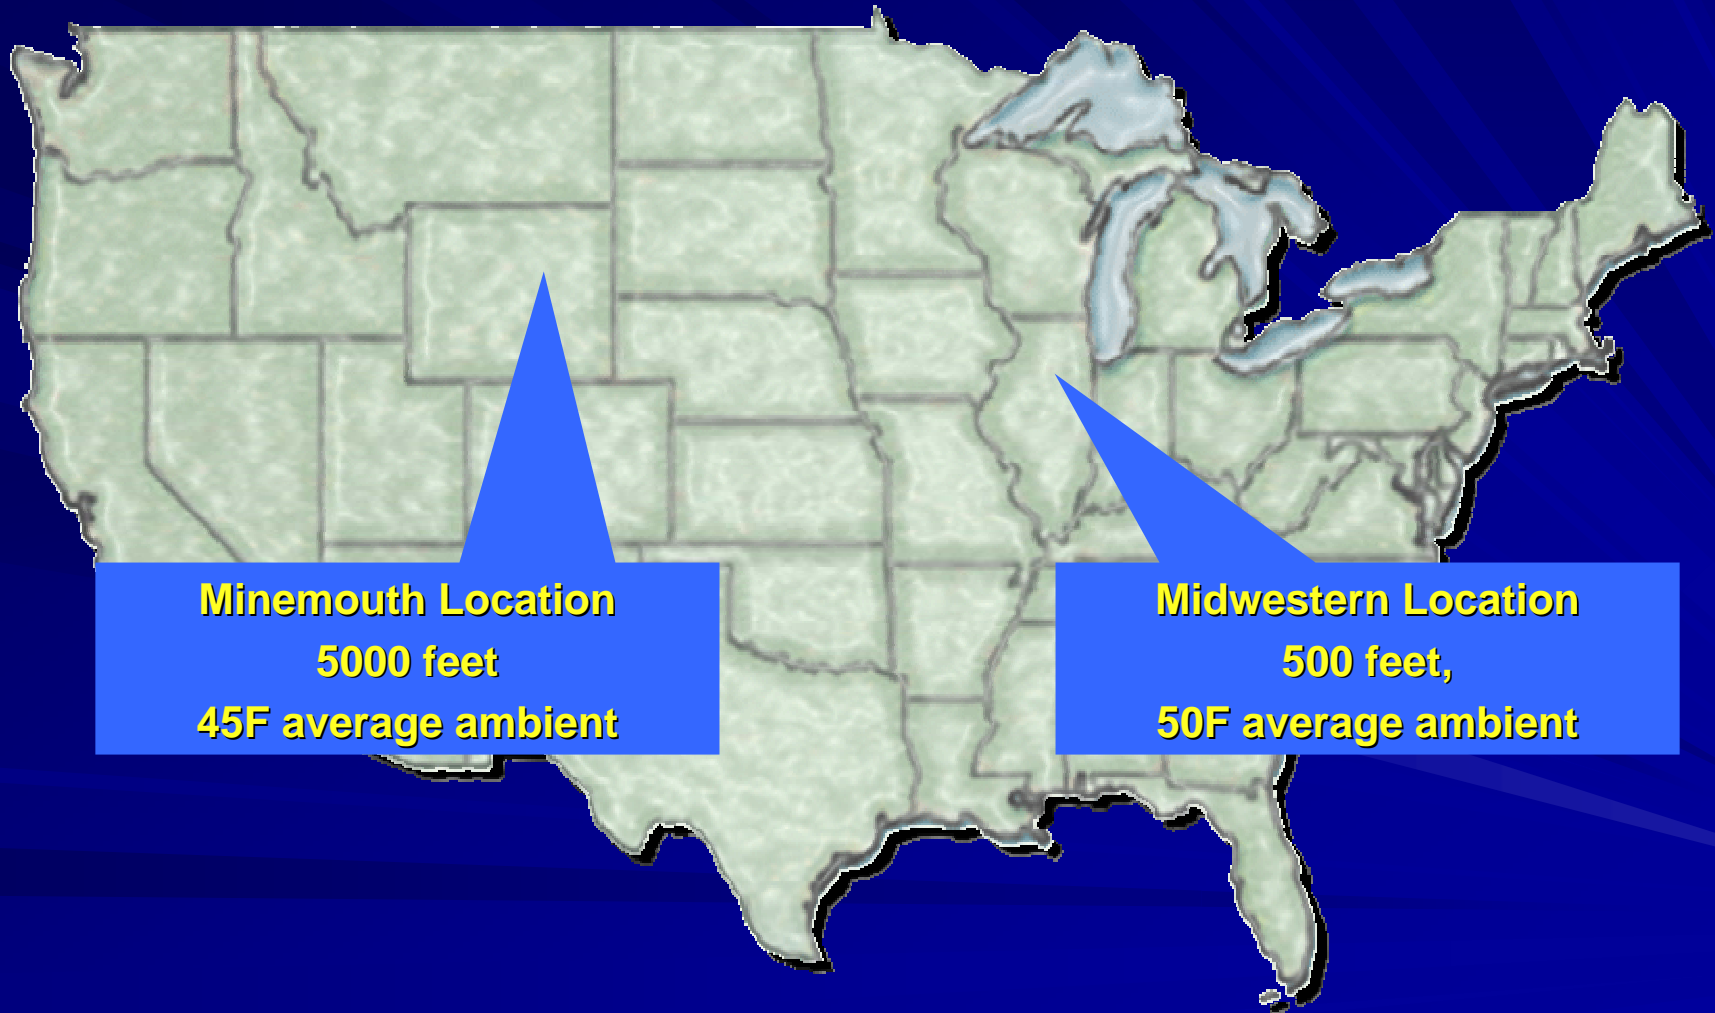 Minemouth Location
5000 feet
45F average ambient
Midwestern Location
500 feet,
50F average ambient